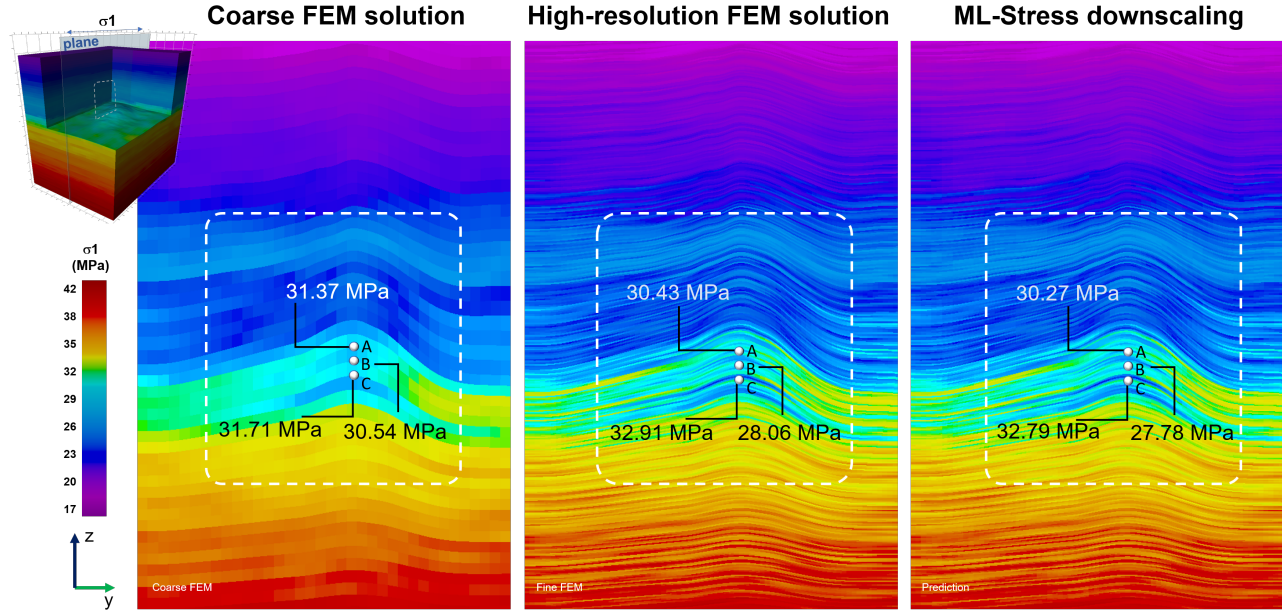 Coarse FEM solution
High-resolution FEM solution
ML-Stress downscaling
σ1
plane
σ1
(MPa)
42
38
35
32
29
26
23
20
17
z
y
31.37 MPa
A
B
C
31.71 MPa
30.54 MPa
Coarse FEM
30.43 MPa
A
B
C
32.91 MPa
28.06 MPa
Fine FEM
30.27 MPa
A
B
C
32.79 MPa
27.78 MPa
Prediction